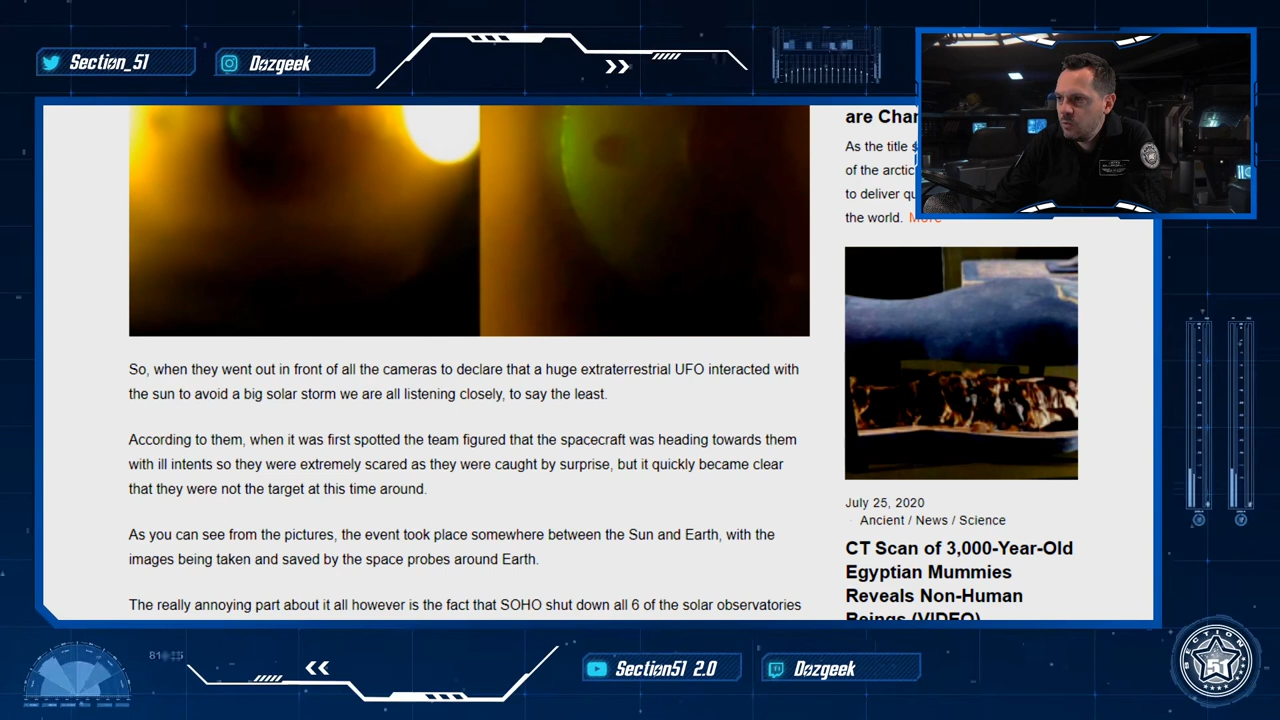 Section_51
Dazgeek
So, when they went out in front of all the cameras to declare that a huge extraterrestrial UFO interacted with
the sun to avoid a big solar storm we are all listening closely, to say the least.
According to them, when it was first spotted the team figured that the spacecraft was heading towards them
with ill intents so they were extremely scared as they were caught by surprise, but it quickly became clear
that they were not the target at this time around.
As you can see from the pictures, the event took place somewhere between the Sun and Earth, with the
images being taken and saved by the space probes around Earth.
The really annoying part about it all however is the fact that SOHO shut down all 6 of the solar observatories
As the title
of the arctic
to deliver
the world. More
July 25, 2020
Ancient / News / Science
CT Scan of 3,000-Year-Old
Egyptian Mummies
Reveals Non-Human
Beings (VIDEO)
Section51 2.0
Dazgeek
SECTION
51